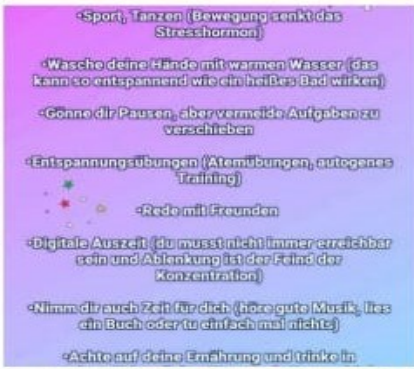 •Sport, Tanzen (Bewegung senkt das
Stresshormon)
•Wasche deine Hände mit warmen Wasser (das
kann so entspannend wie ein heißes Bad wirken)
•Gönne dir Pausen, aber vermeide Aufgaben zu
verschieben
•Entspannungsübungen (Atemübungen, autogenes
Training)
•Rede mit Freunden
•Digitale Auszeit (du musst nicht immer erreichbar
sein und Ablenkung ist der Feind der
Konzentration)
•Nimm dir auch Zeit für dich (höre gute Musik, lies
ein Buch oder tu einfach mal nichts)
•Achte auf deine Ernährung und trinke in